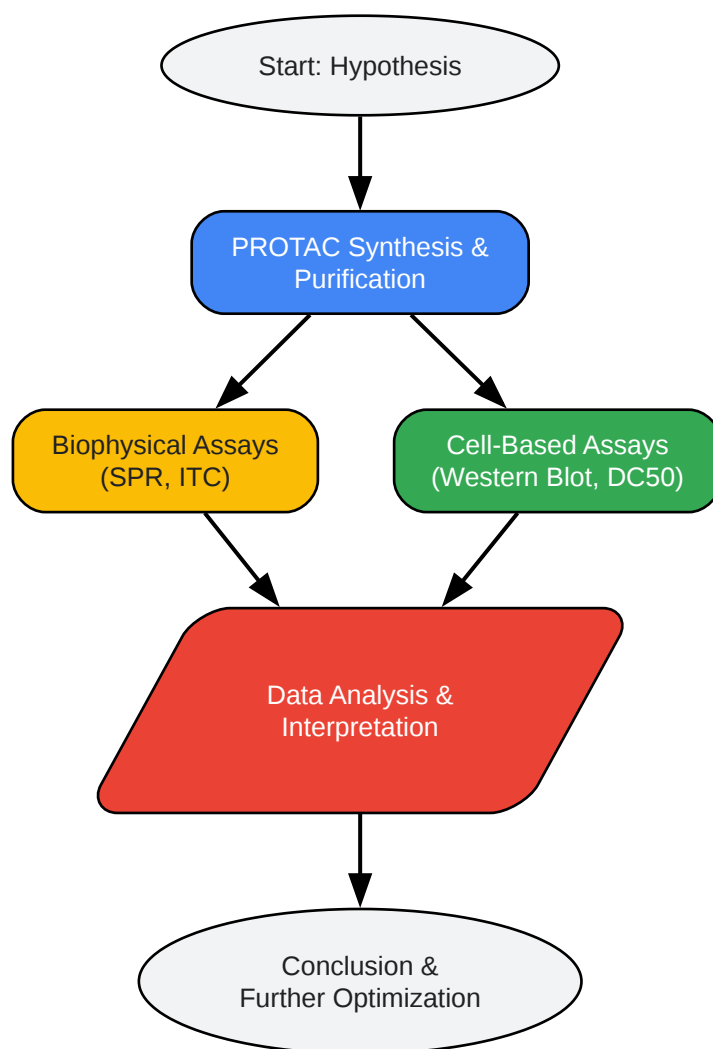 Start: Hypothesis
PROTAC Synthesis &
Purification
Biophysical Assays
(SPR, ITC)
Cell-Based Assays
(Western Blot, DC50)
Data Analysis &
Interpretation
Conclusion &
Further Optimization